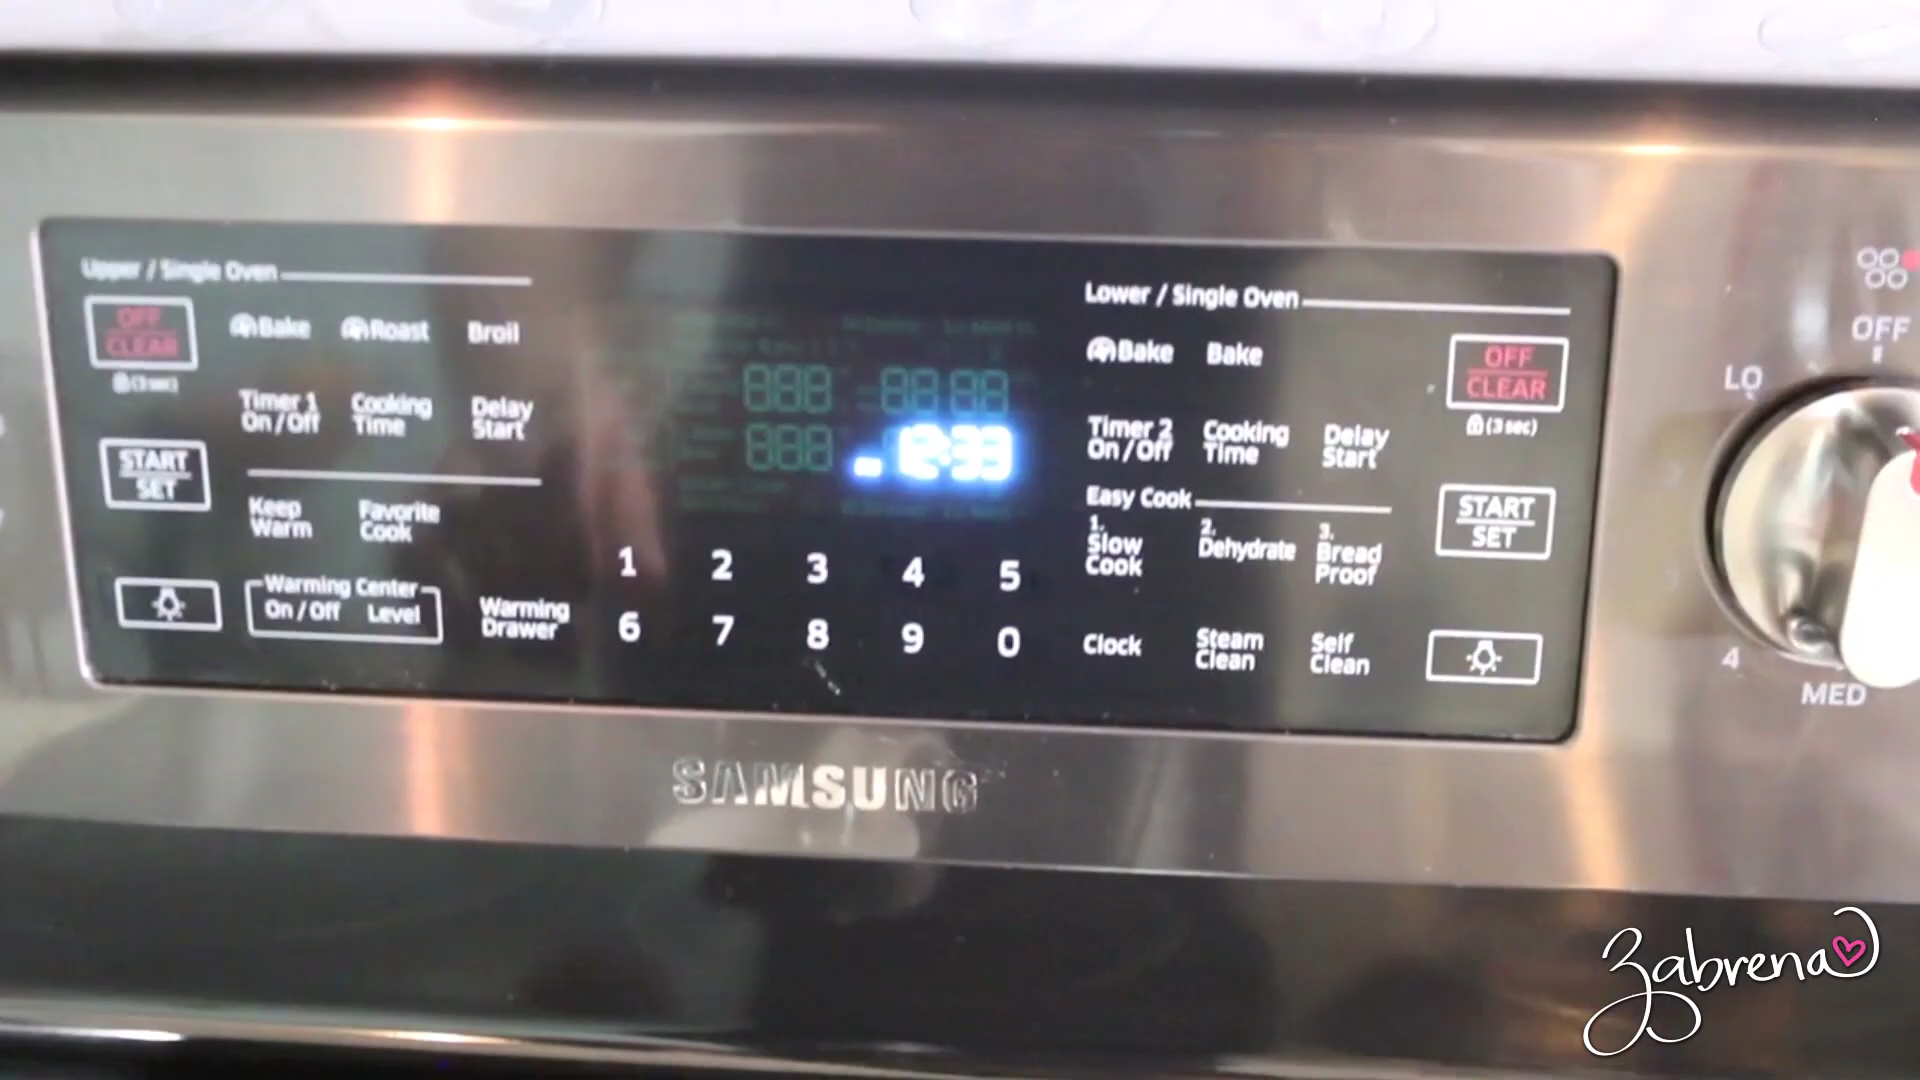 Upper / Single Oven
OFF
CLEAR
(3 sec)
Bake
Roast
Broil
Timer 1
On / Off
Cooking
Time
Delay
Start
START
SET
Keep
Warm
Favorite
Cook
Warming Center
On / Off Level
Warming
Drawer
12:33
1 2 3 4 5
6 7 8 9 0
Lower / Single Oven
Bake
Bake
OFF
CLEAR
(3 sec)
Timer 2
On / Off
Cooking
Time
Delay
Start
Easy Cook
1.
Slow
Cook
2.
Dehydrate
3.
Bread
Proof
START
SET
Clock
Steam
Clean
Self
Clean
OFF
LO
4
MED
SAMSUNG
Zabrena